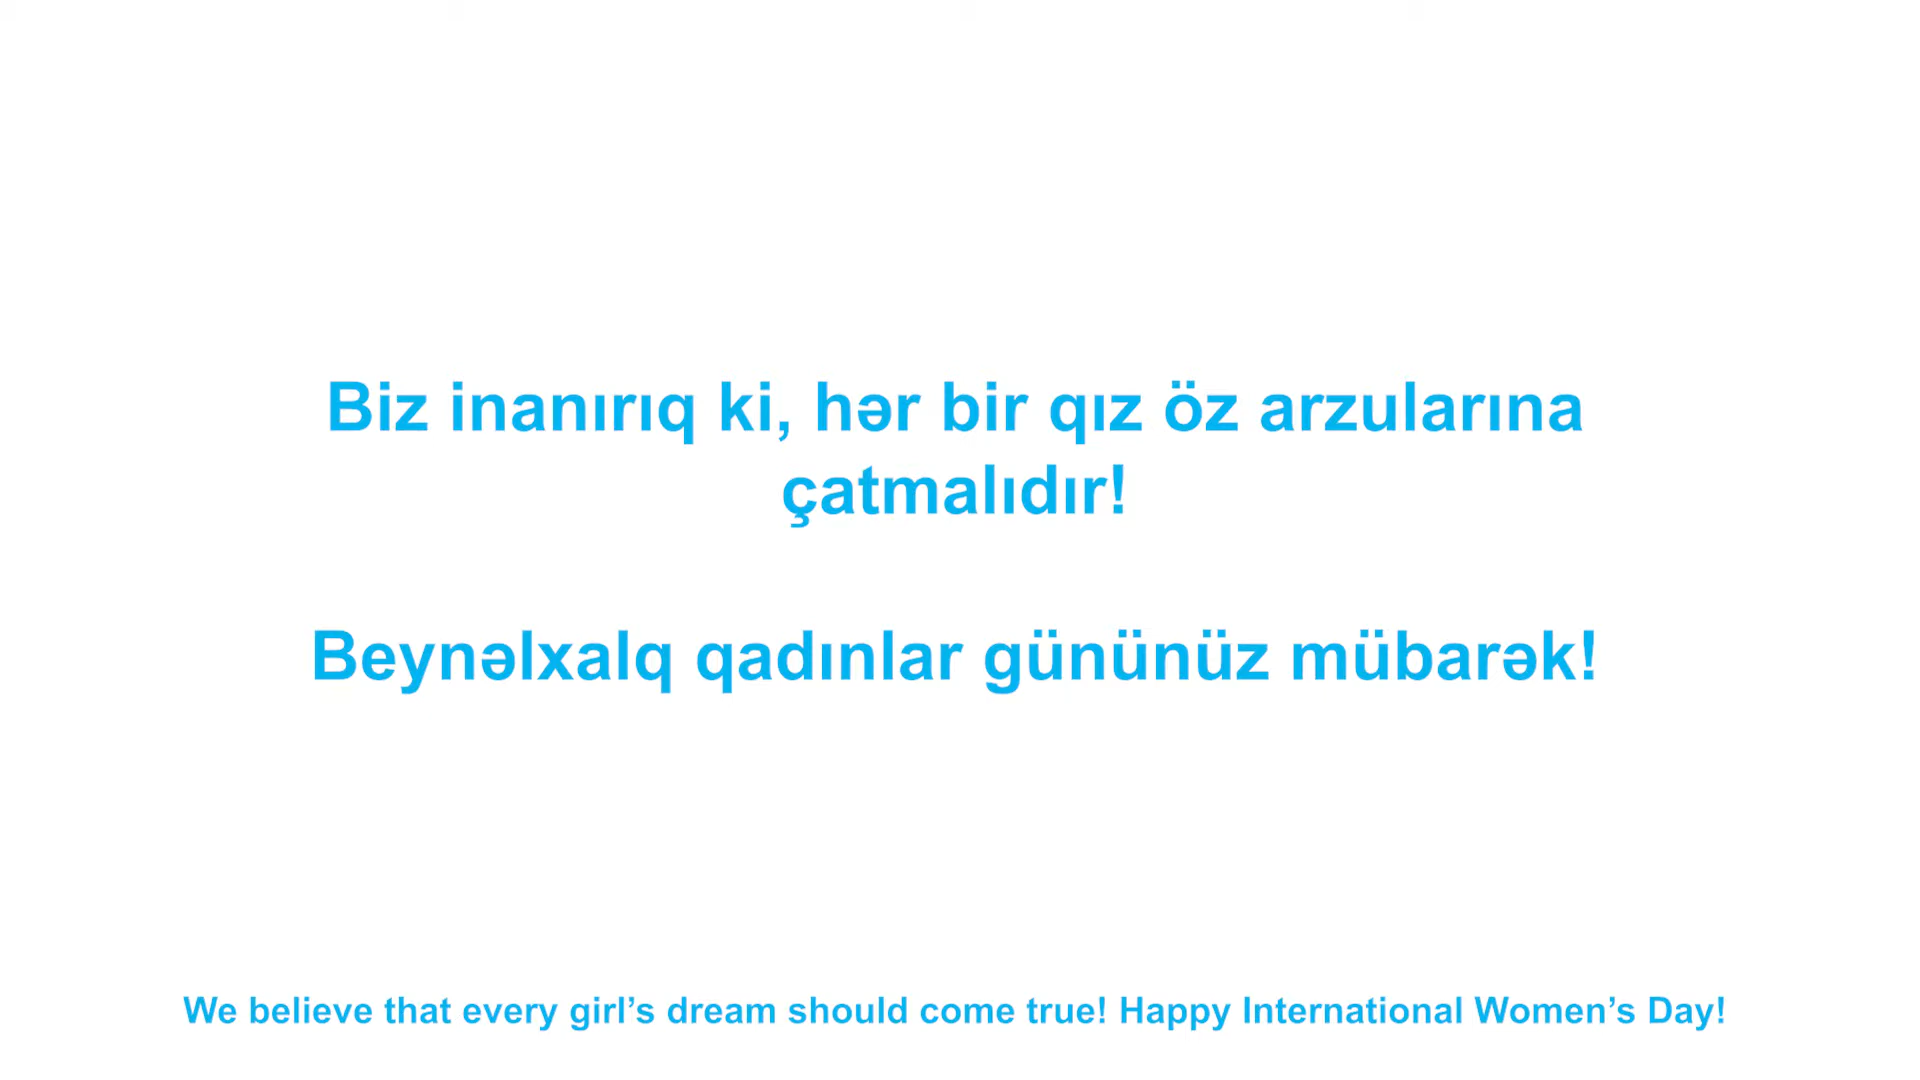 Biz inanırıq ki, hər bir qız öz arzularına
çatmalıdır!
Beynəlxalq qadınlar gününüz mübarək!
We believe that every girl’s dream should come true! Happy International Women’s Day!